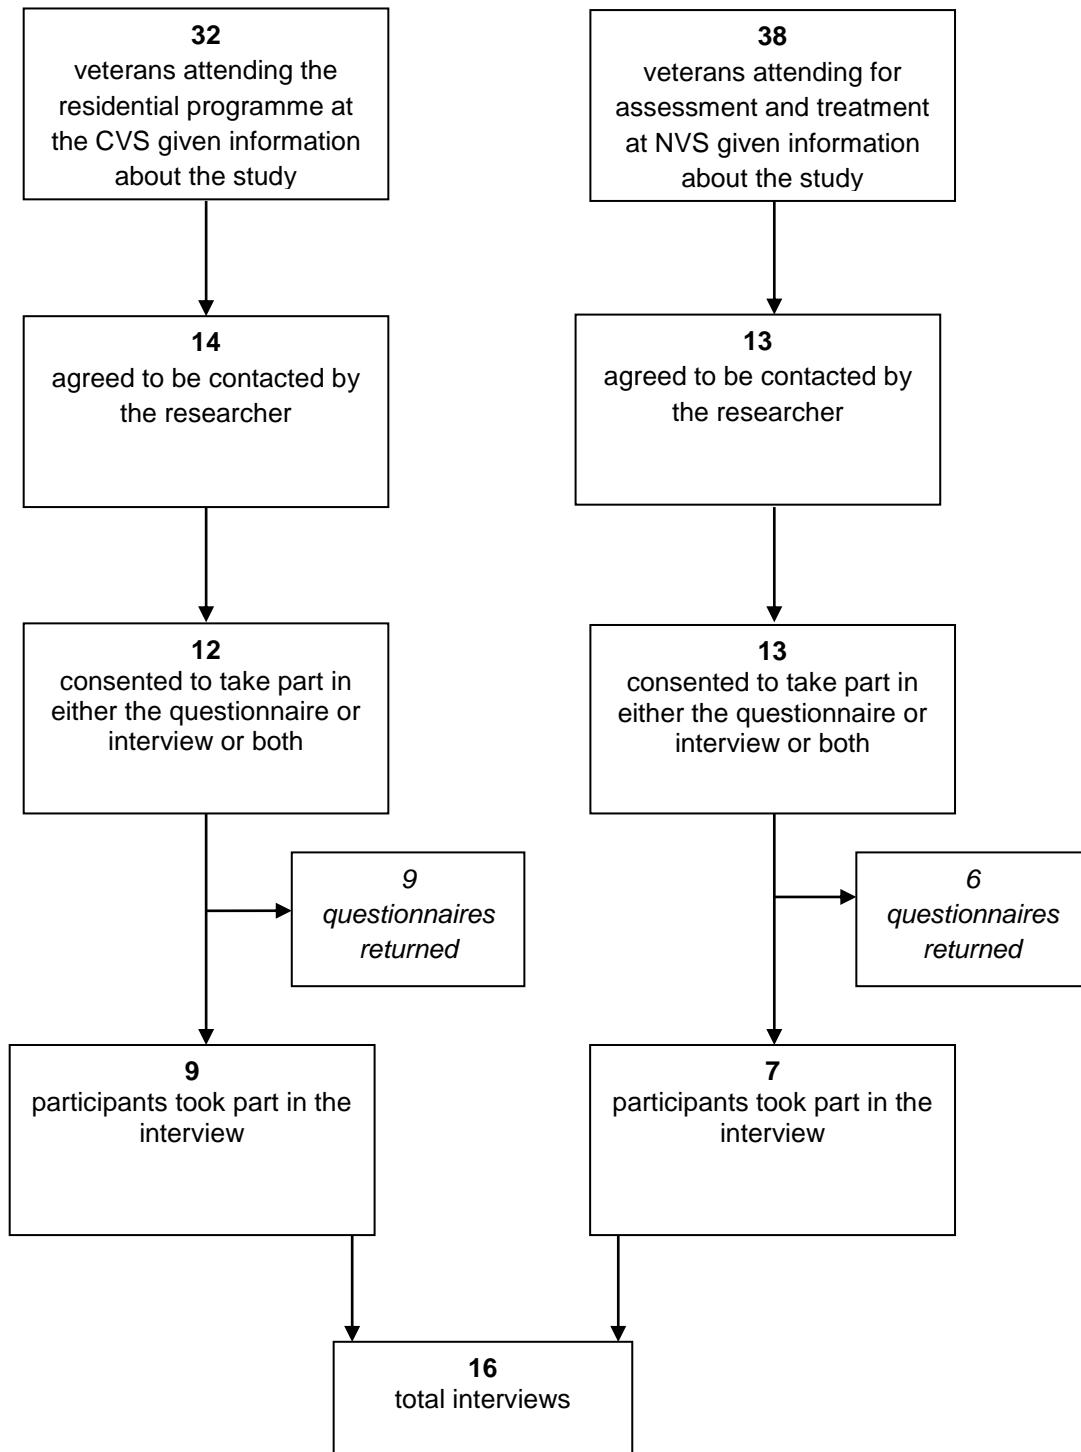 32
veterans attending the
residential programme at
the CVS given information
about the study
38
veterans attending for
assessment and treatment
at NVS given information
about the study
14
agreed to be contacted by
the researcher
13
agreed to be contacted by
the researcher
12
consented to take part in
either the questionnaire or
interview or both
13
consented to take part in
either the questionnaire or
interview or both
9
questionnaires
returned
6
questionnaires
returned
9
participants took part in the
interview
7
participants took part in the
interview
16
total interviews